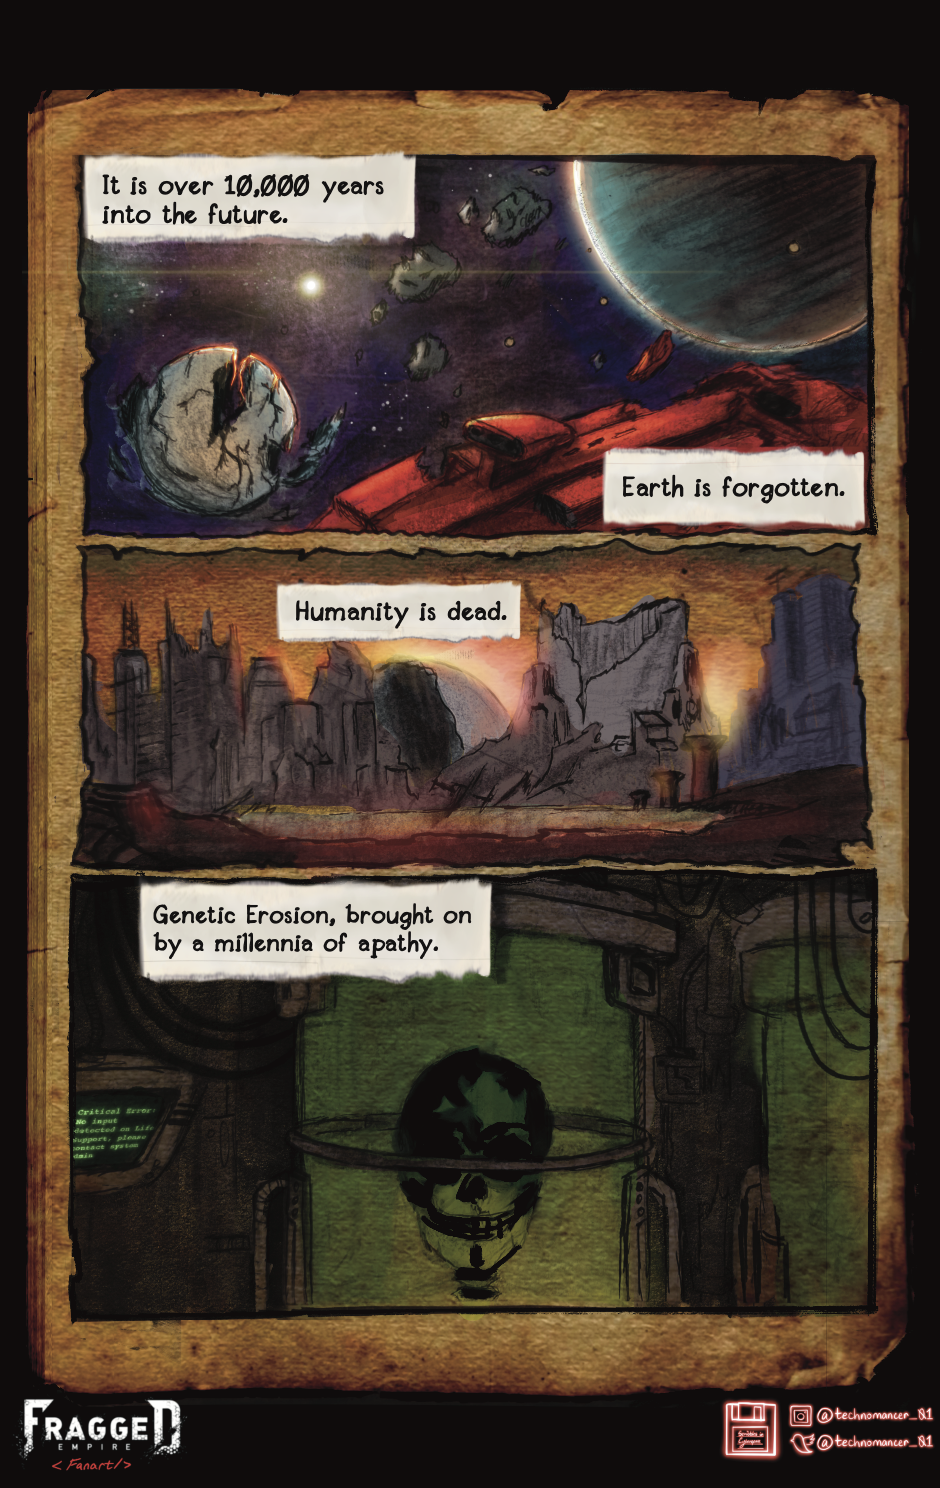 It is over 10,000 years
into the future.
Earth is forgotten.
Humanity is dead.
Genetic Erosion, brought on
by a millennia of apathy.
Critical Error:
No input
detected on Life
Support, please
contact system
admin
FRAGGED
EMPIRE
< Fanart/>
@technomancer_01
@technomancer_01